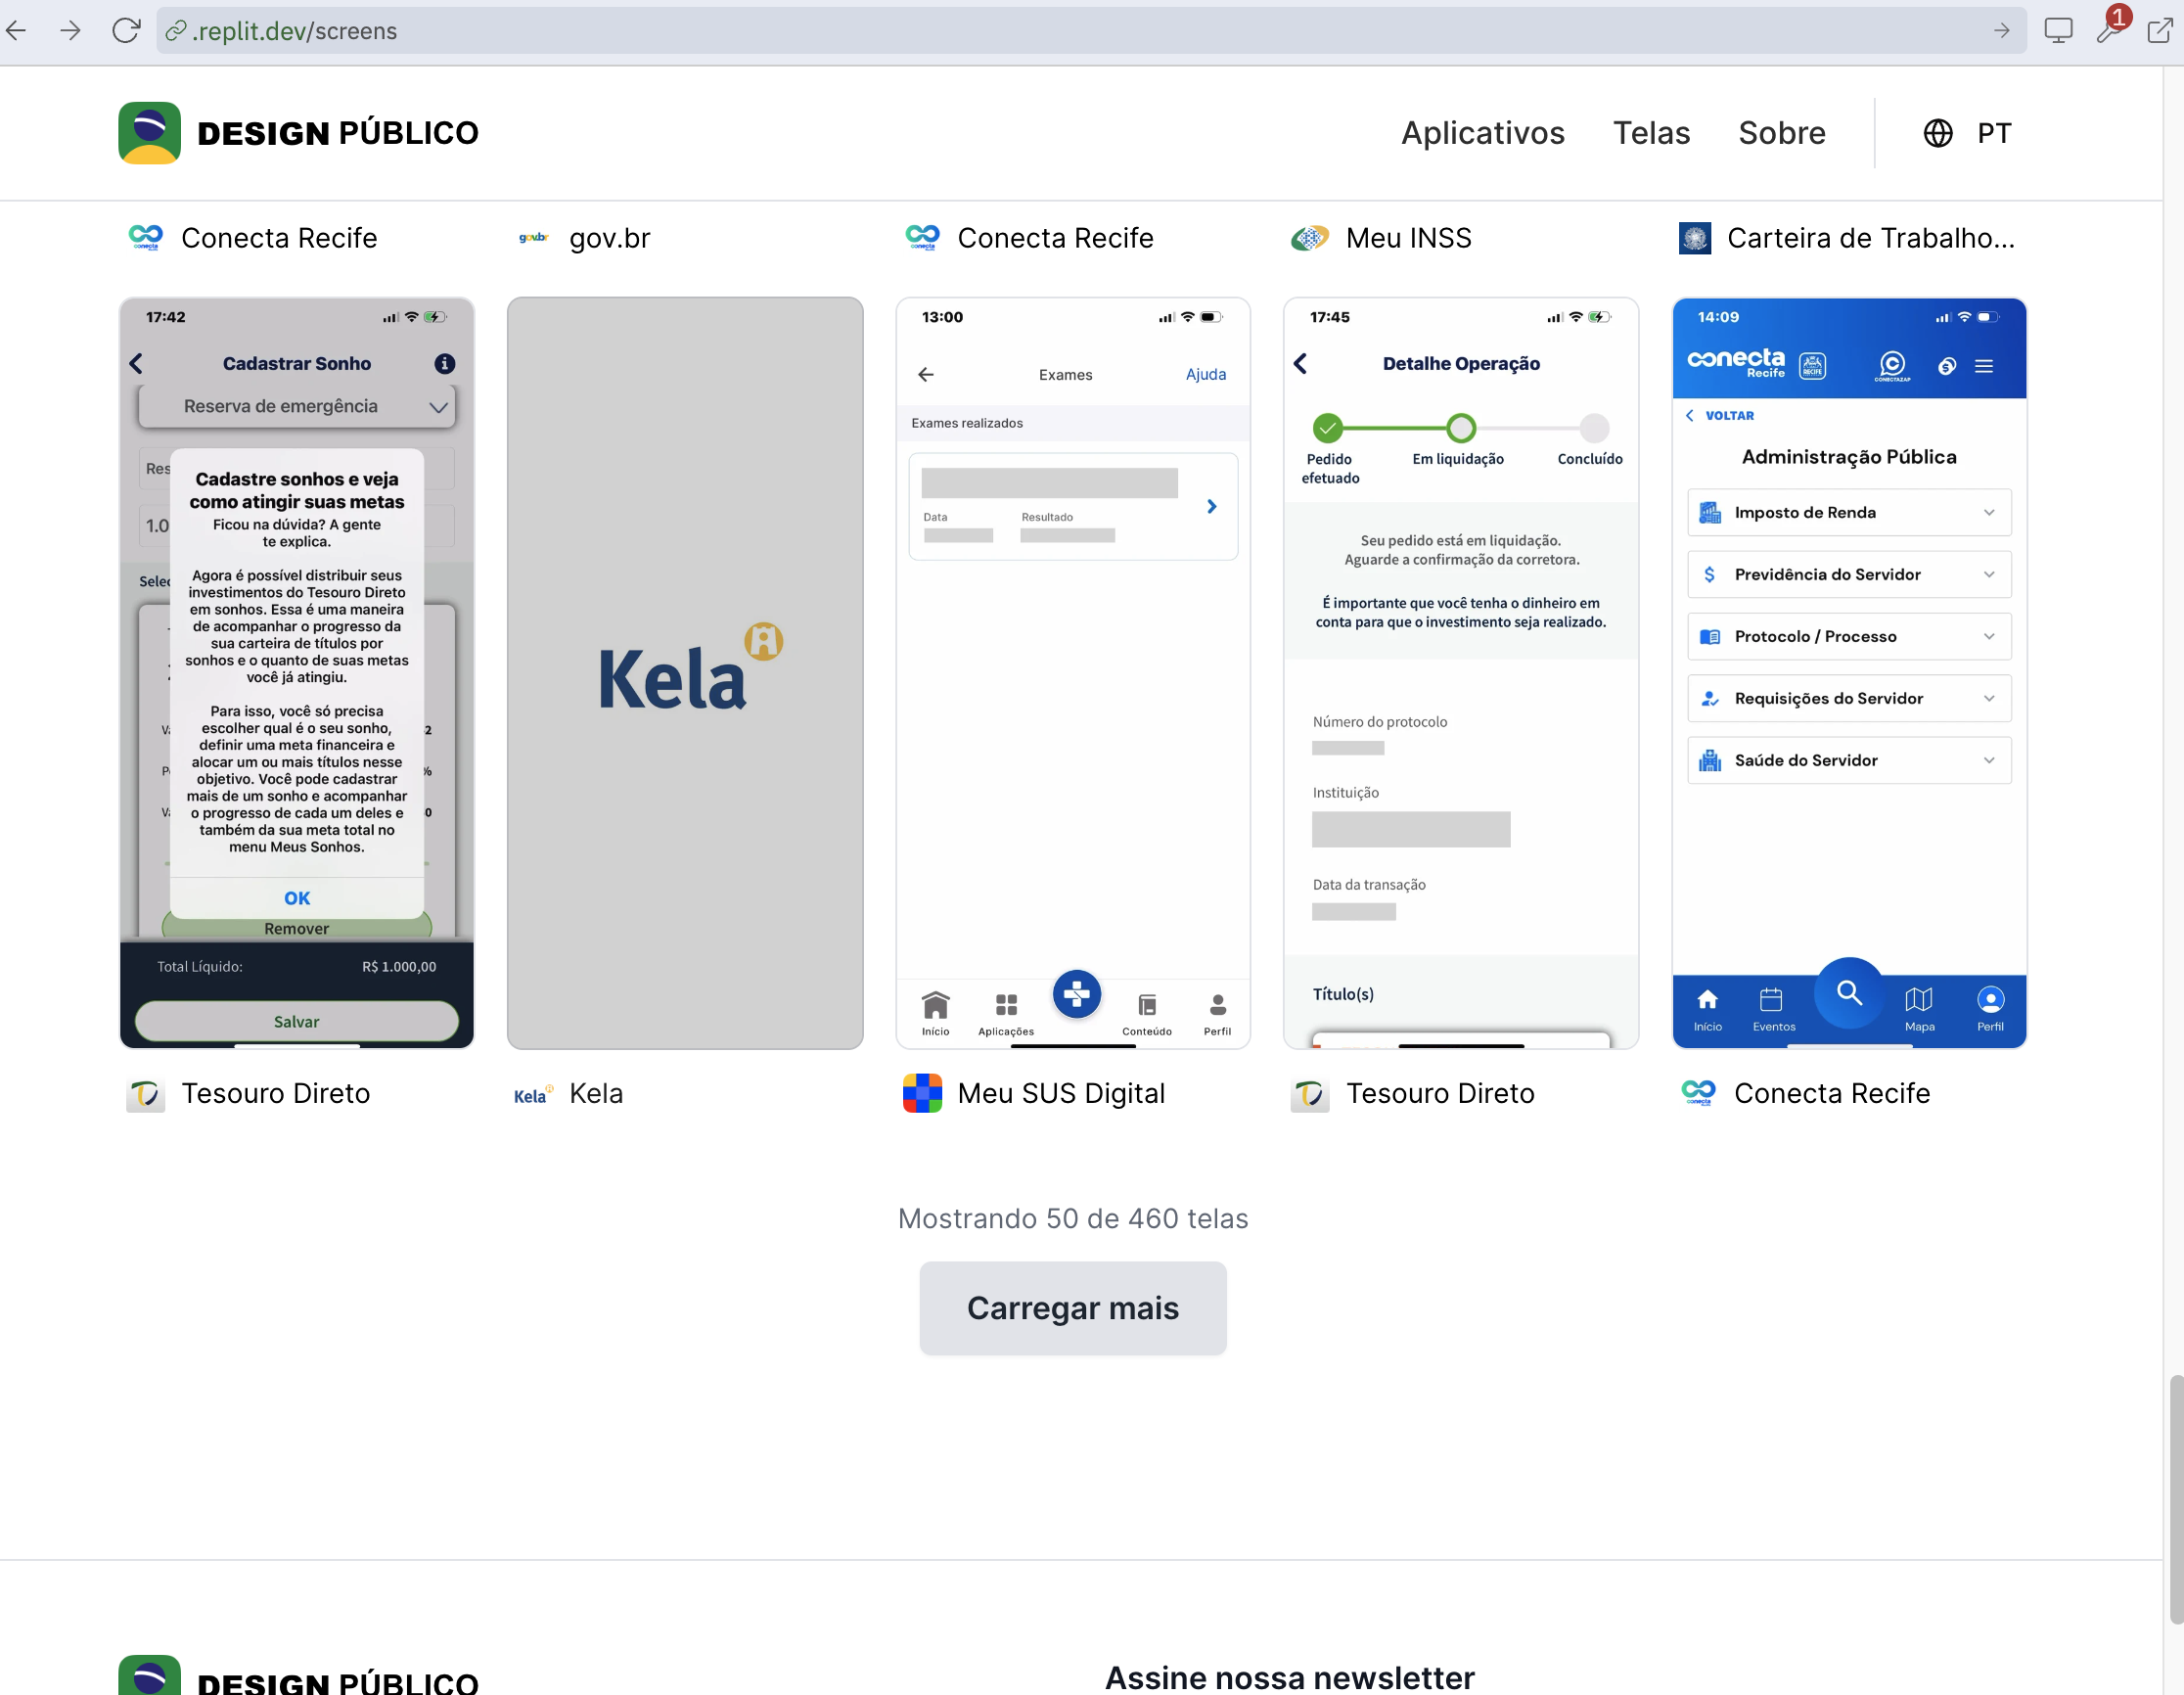 .replit.dev/screens
1
DESIGN PÚBLICO
Aplicativos
Telas
Sobre
PT
Conecta Recife
gov.br
gov.br
Conecta Recife
Meu INSS
Carteira de Trabalho...
17:42
Cadastrar Sonho
Reserva de emergência
Res
1.0
Selec
Cadastre sonhos e veja
como atingir suas metas
Ficou na dúvida? A gente
te explica.
Agora é possível distribuir seus
investimentos do Tesouro Direto
em sonhos. Essa é uma maneira
de acompanhar o progresso da
sua carteira de títulos por
sonhos e o quanto de suas metas
você já atingiu.
Para isso, você só precisa
escolher qual é o seu sonho,
definir uma meta financeira e
alocar um ou mais títulos nesse
objetivo. Você pode cadastrar
mais de um sonho e acompanhar
o progresso de cada um deles e
também da sua meta total no
menu Meus Sonhos.
OK
Remover
Total Líquido:
R$ 1.000,00
Salvar
Tesouro Direto
Kela
Kela
Kela
13:00
Exames
Ajuda
Exames realizados
Data
Resultado
Início
Aplicações
Conteúdo
Perfil
Meu SUS Digital
17:45
Detalhe Operação
Pedido
efetuado
Em liquidação
Concluído
Seu pedido está em liquidação.
Aguarde a confirmação da corretora.
É importante que você tenha o dinheiro em
conta para que o investimento seja realizado.
Número do protocolo
Instituição
Data da transação
Título(s)
Tesouro Direto
14:09
conecta
Recife
RECIFE
CONECTAZAP
VOLTAR
Administração Pública
Imposto de Renda
Previdência do Servidor
Protocolo / Processo
Requisições do Servidor
Saúde do Servidor
Início
Eventos
Mapa
Perfil
Conecta Recife
Mostrando 50 de 460 telas
Carregar mais
DESIGN PÚBLICO
Assine nossa newsletter